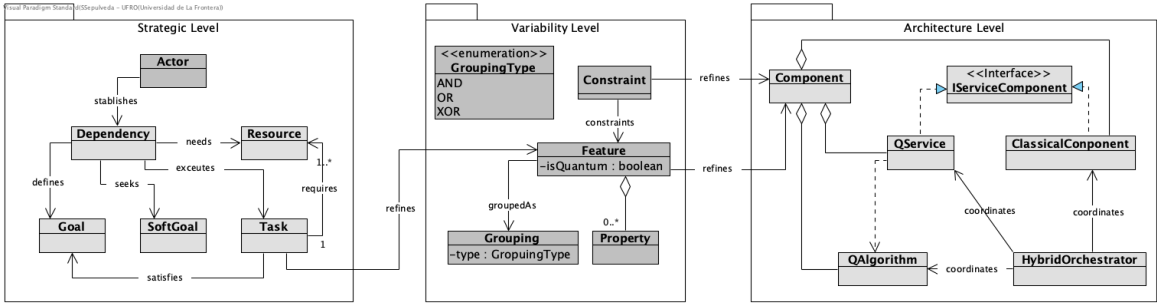 Visual Paradigm Standard(SSepulveda - UFRO(Universidad de La Frontera))
Strategic Level
Actor
stablishes
Dependency
needs
Resource
1..*
exceutes
defines
seeks
requires
Goal
SoftGoal
Task
1
satisfies
refines
Variability Level
<<enumeration>>
GroupingType
AND
OR
XOR
Constraint
refines
constraints
Feature
-isQuantum : boolean
refines
groupedAs
0..*
Grouping
-type : GropuingType
Property
Architecture Level
Component
<<Interface>>
IServiceComponent
QService
ClassicalComponent
coordinates
coordinates
QAlgorithm
coordinates
HybridOrchestrator